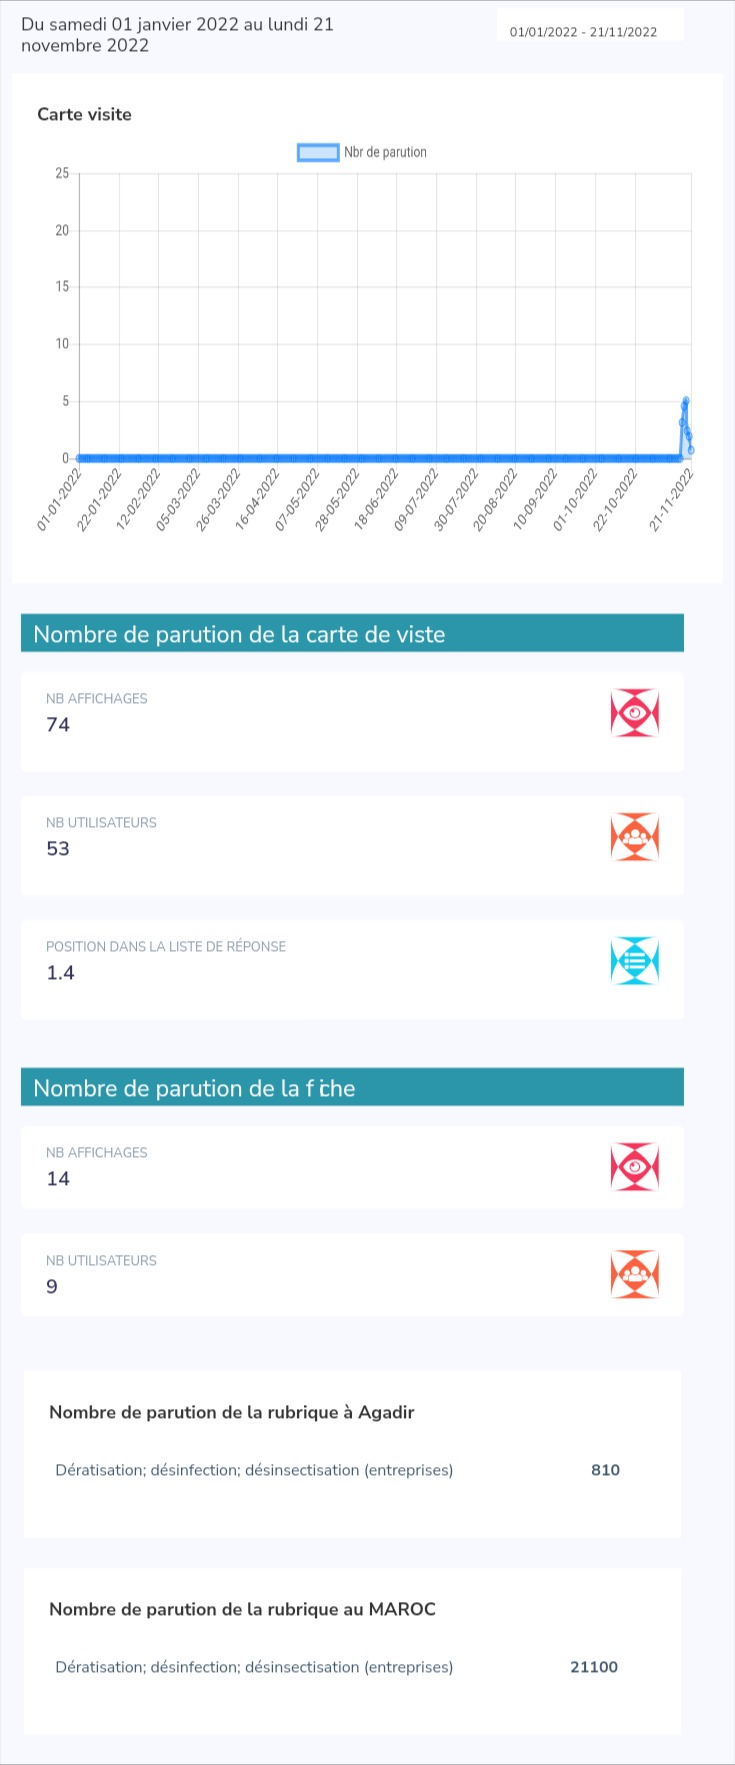 Du samedi 01 janvier 2022 au lundi 21
novembre 2022
01/01/2022 - 21/11/2022
Carte visite
Nbr de parution
25
20
15
10
5
0
01-01-2022
22-01-2022
12-02-2022
05-03-2022
26-03-2022
16-04-2022
07-05-2022
28-05-2022
18-06-2022
09-07-2022
30-07-2022
20-08-2022
10-09-2022
01-10-2022
22-10-2022
21-11-2022
Nombre de parution de la carte de viste
NB AFFICHAGES
74
NB UTILISATEURS
53
POSITION DANS LA LISTE DE RÉPONSE
1.4
Nombre de parution de la fiche
NB AFFICHAGES
14
NB UTILISATEURS
9
Nombre de parution de la rubrique à Agadir
Dératisation; désinfection; désinsectisation (entreprises) 810
Nombre de parution de la rubrique au MAROC
Dératisation; désinfection; désinsectisation (entreprises) 21100